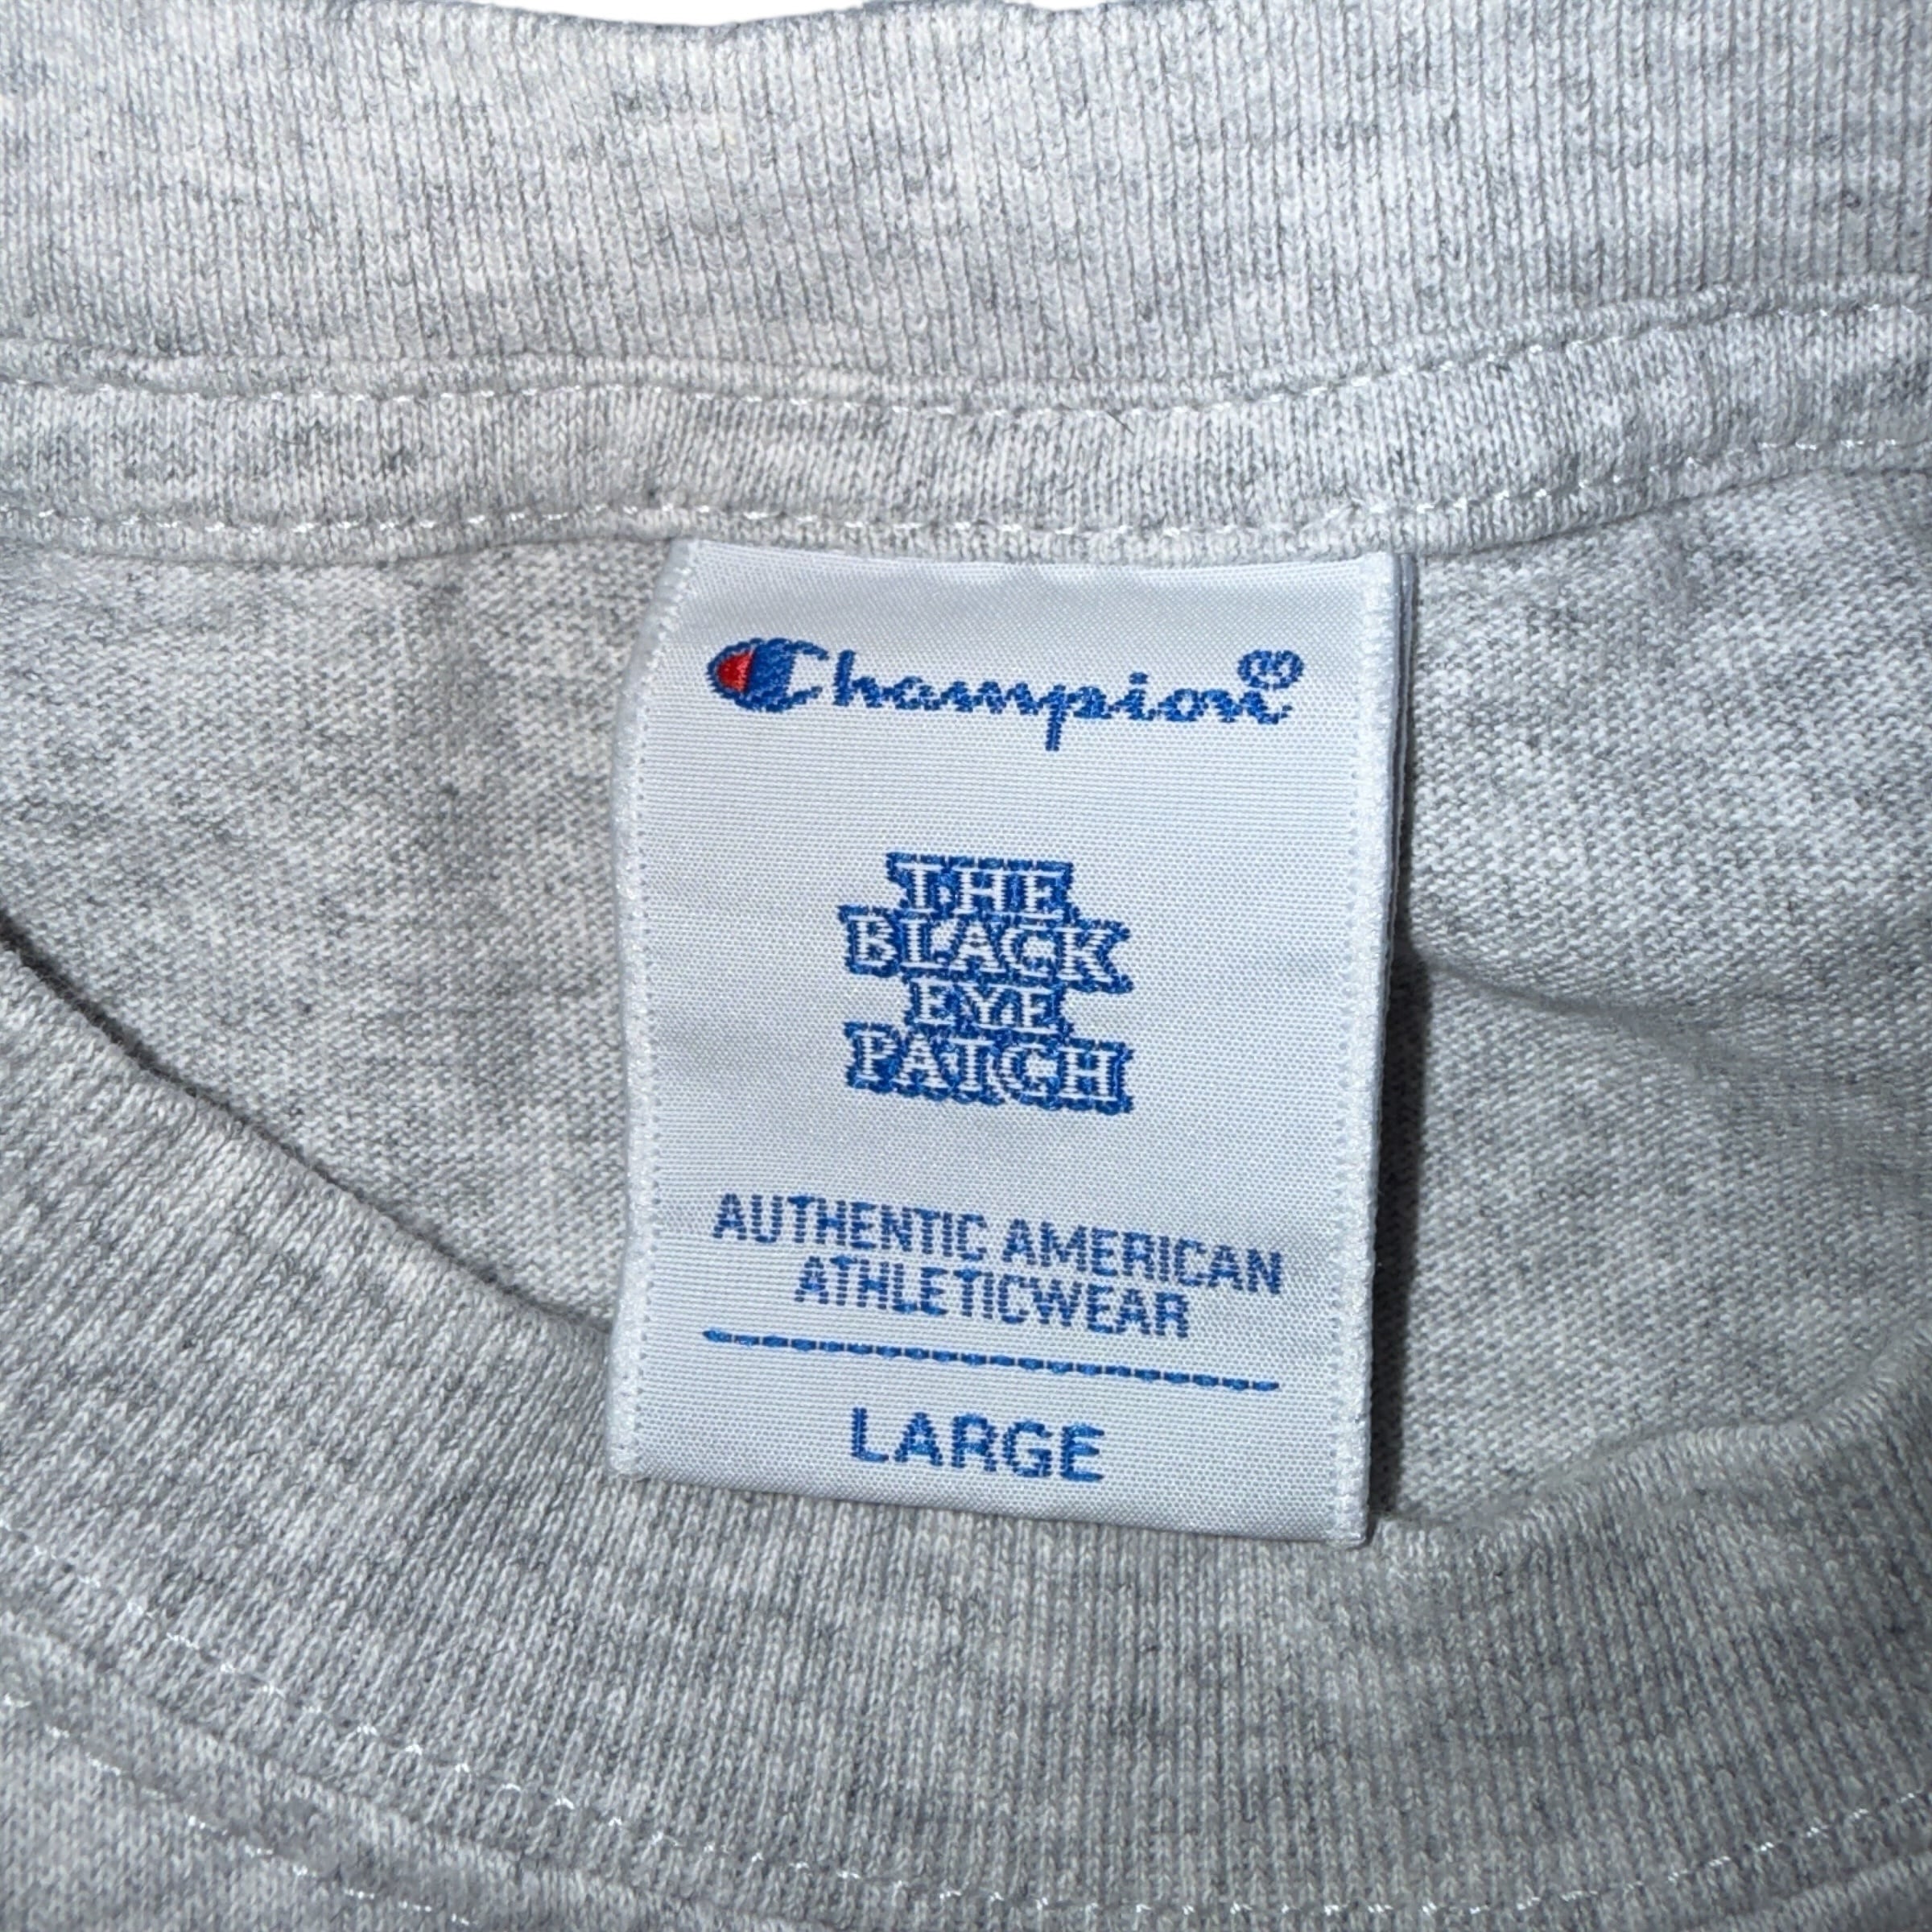 Champion®
THE
BLACK
EYE
PATCH
AUTHENTIC AMERICAN
ATHLETICWEAR
LARGE